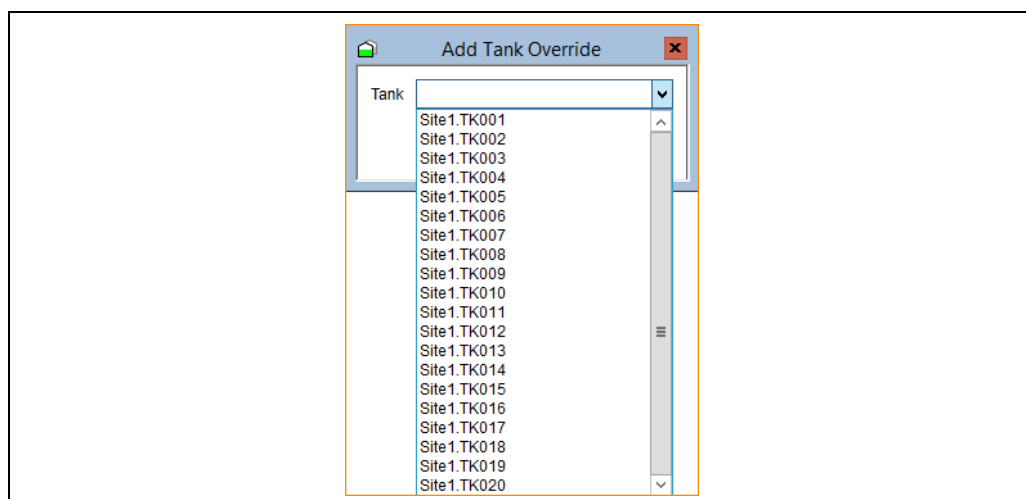 Add Tank Override
Tank
Site1.TK001
Site1.TK002
Site1.TK003
Site1.TK004
Site1.TK005
Site1.TK006
Site1.TK007
Site1.TK008
Site1.TK009
Site1.TK010
Site1.TK011
Site1.TK012
Site1.TK013
Site1.TK014
Site1.TK015
Site1.TK016
Site1.TK017
Site1.TK018
Site1.TK019
Site1.TK020